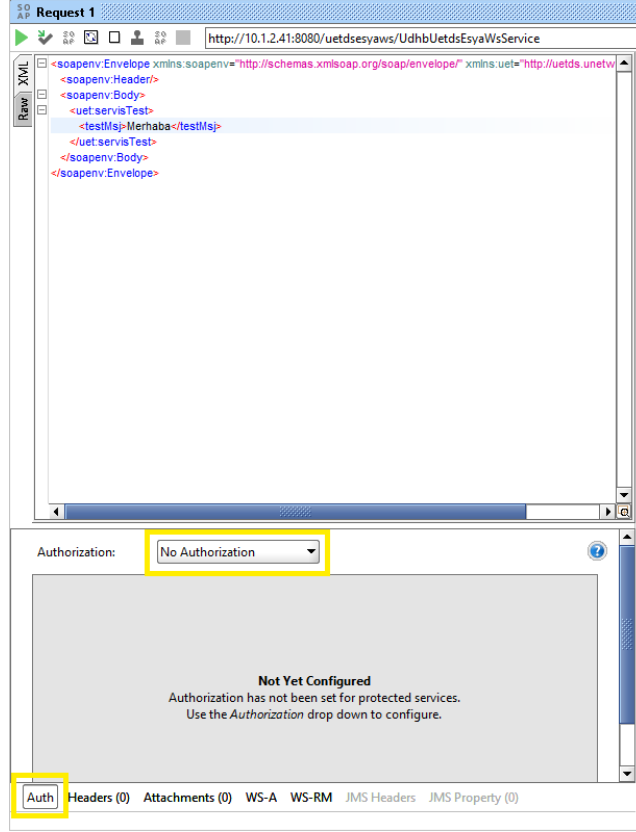 SO
AP Request 1
http://10.1.2.41:8080/uetdsesyaws/UdhbUetdsEsyaWsService
XML
Raw
<soapenv:Envelope xmlns:soapenv="http://schemas.xmlsoap.org/soap/envelope/" xmlns:uet="http://uetds.unetw
<soapenv:Header/>
<soapenv:Body>
<uet:servisTest>
<testMsj>Merhaba</testMsj>
</uet:servisTest>
</soapenv:Body>
</soapenv:Envelope>
Authorization: No Authorization
Not Yet Configured
Authorization has not been set for protected services.
Use the Authorization drop down to configure.
Auth Headers (0) Attachments (0) WS-A WS-RM JMS Headers JMS Property (0)